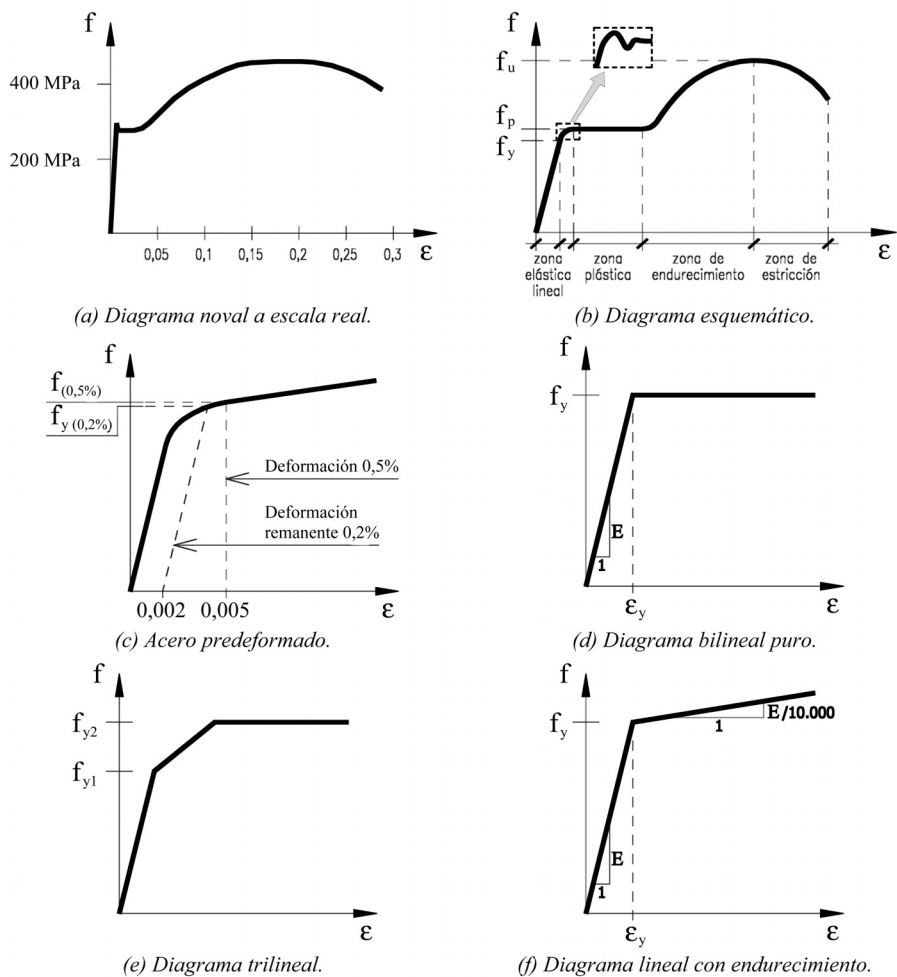 f
400 MPa
200 MPa
0,05
0,1
0,15
0,2
0,25
0,3
ε
(a) Diagrama noval a escala real.
f
fu
fp
fy
ε
zona elástica lineal
zona plástica
zona de endurecimiento
zona de estricción
(b) Diagrama esquemático.
f
f(0,5%)
fy (0,2%)
Deformación 0,5%
Deformación
remanente 0,2%
0,002
0,005
ε
(c) Acero predeformado.
f
fy
E
1
εy
ε
(d) Diagrama bilineal puro.
f
fy2
fy1
ε
(e) Diagrama trilineal.
f
fy
E/10.000
1
E
1
εy
ε
(f) Diagrama lineal con endurecimiento.